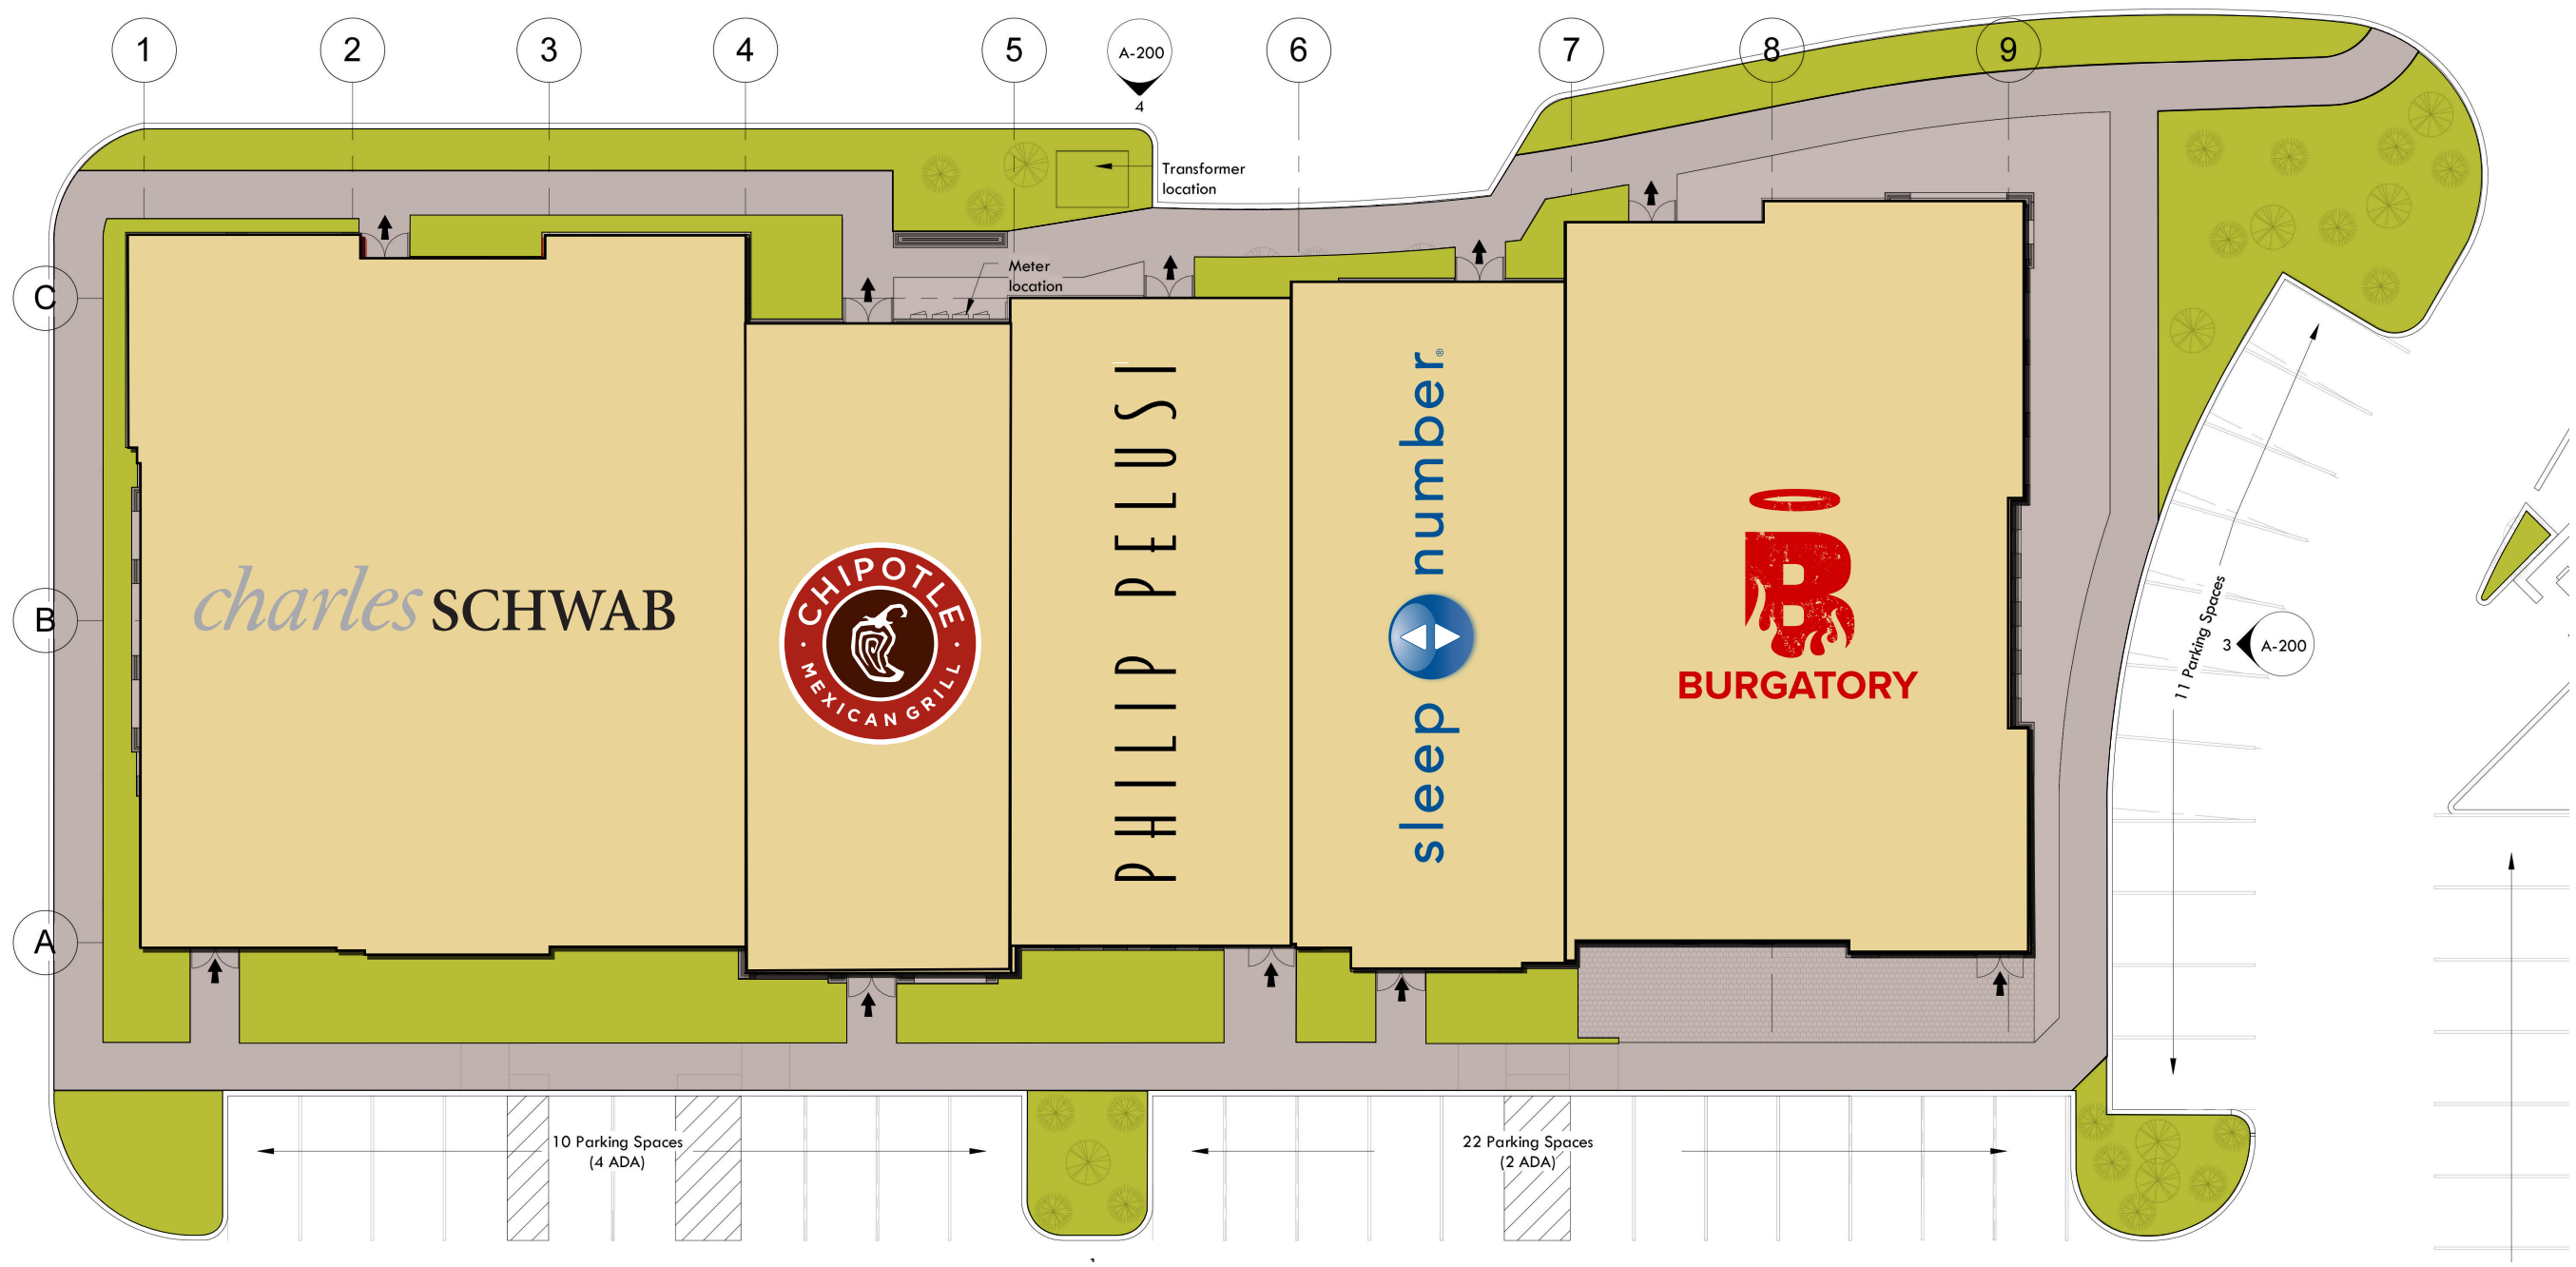 1
2
3
4
5
A-200
4
6
7
8
9
Transformer
location
Meter
location
C
B
A
charles SCHWAB
CHIPOTLE
MEXICAN GRILL
PHILIP PELUSI
sleep number®
BURGATORY
11 Parking Spaces
3
A-200
10 Parking Spaces
(4 ADA)
22 Parking Spaces
(2 ADA)